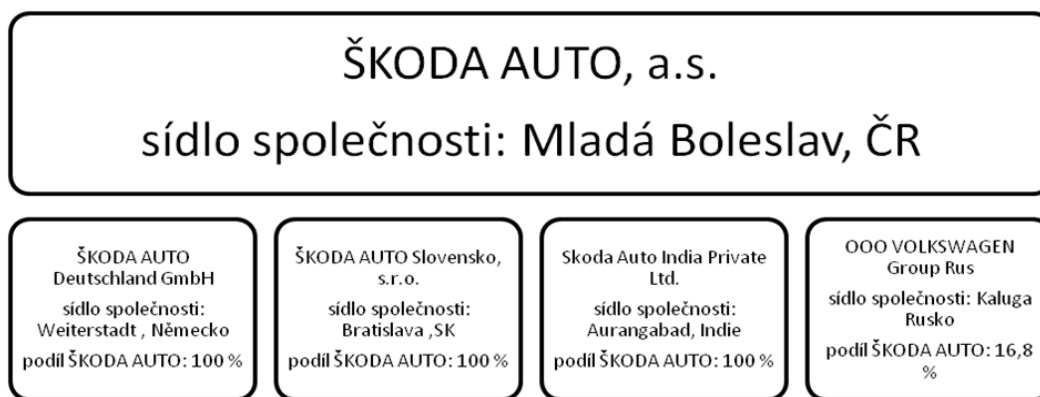 ŠKODA AUTO, a.s.
sídlo společnosti: Mladá Boleslav, ČR
ŠKODA AUTO
Deutschland GmbH
sídlo společnosti:
Weiterstadt , Německo
podíl ŠKODA AUTO: 100 %
ŠKODA AUTO Slovensko,
s.r.o.
sídlo společnosti:
Bratislava ,SK
podíl ŠKODA AUTO: 100 %
Skoda Auto India Private
Ltd.
sídlo společnosti:
Aurangabad, Indie
podíl ŠKODA AUTO: 100 %
OOO VOLKSWAGEN
Group Rus
sídlo společnosti: Kaluga
Rusko
podíl ŠKODA AUTO: 16,8
%